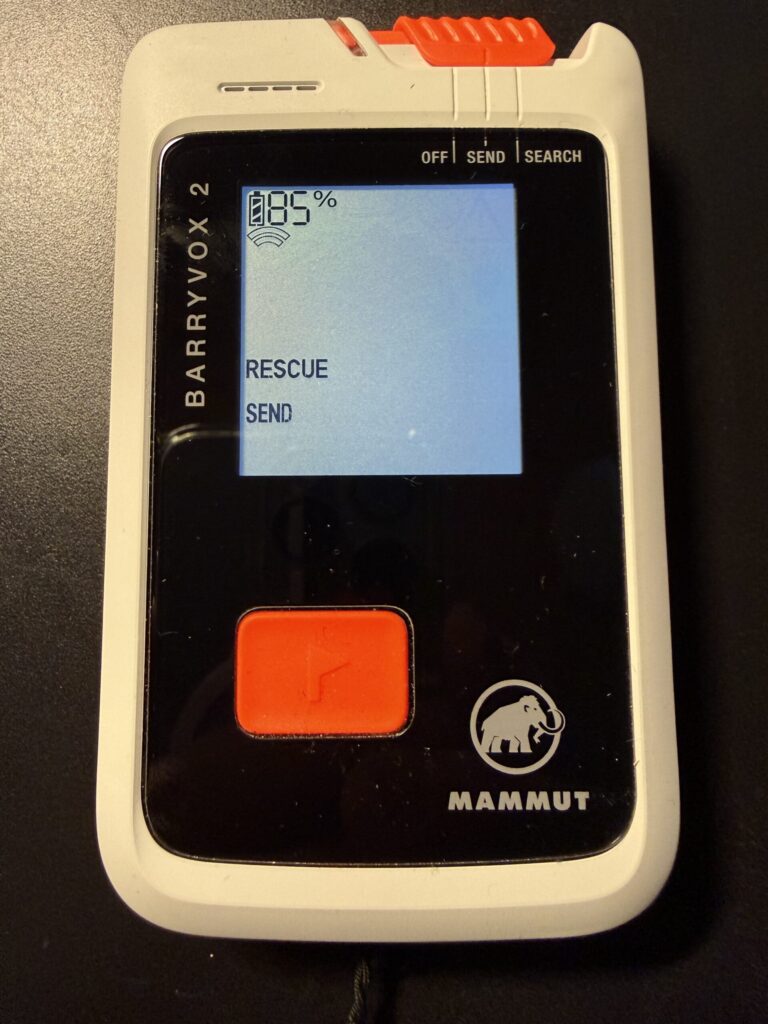 OFF | SEND | SEARCH
BARRYVOX 2
85%
RESCUE
SEND
MAMMUT